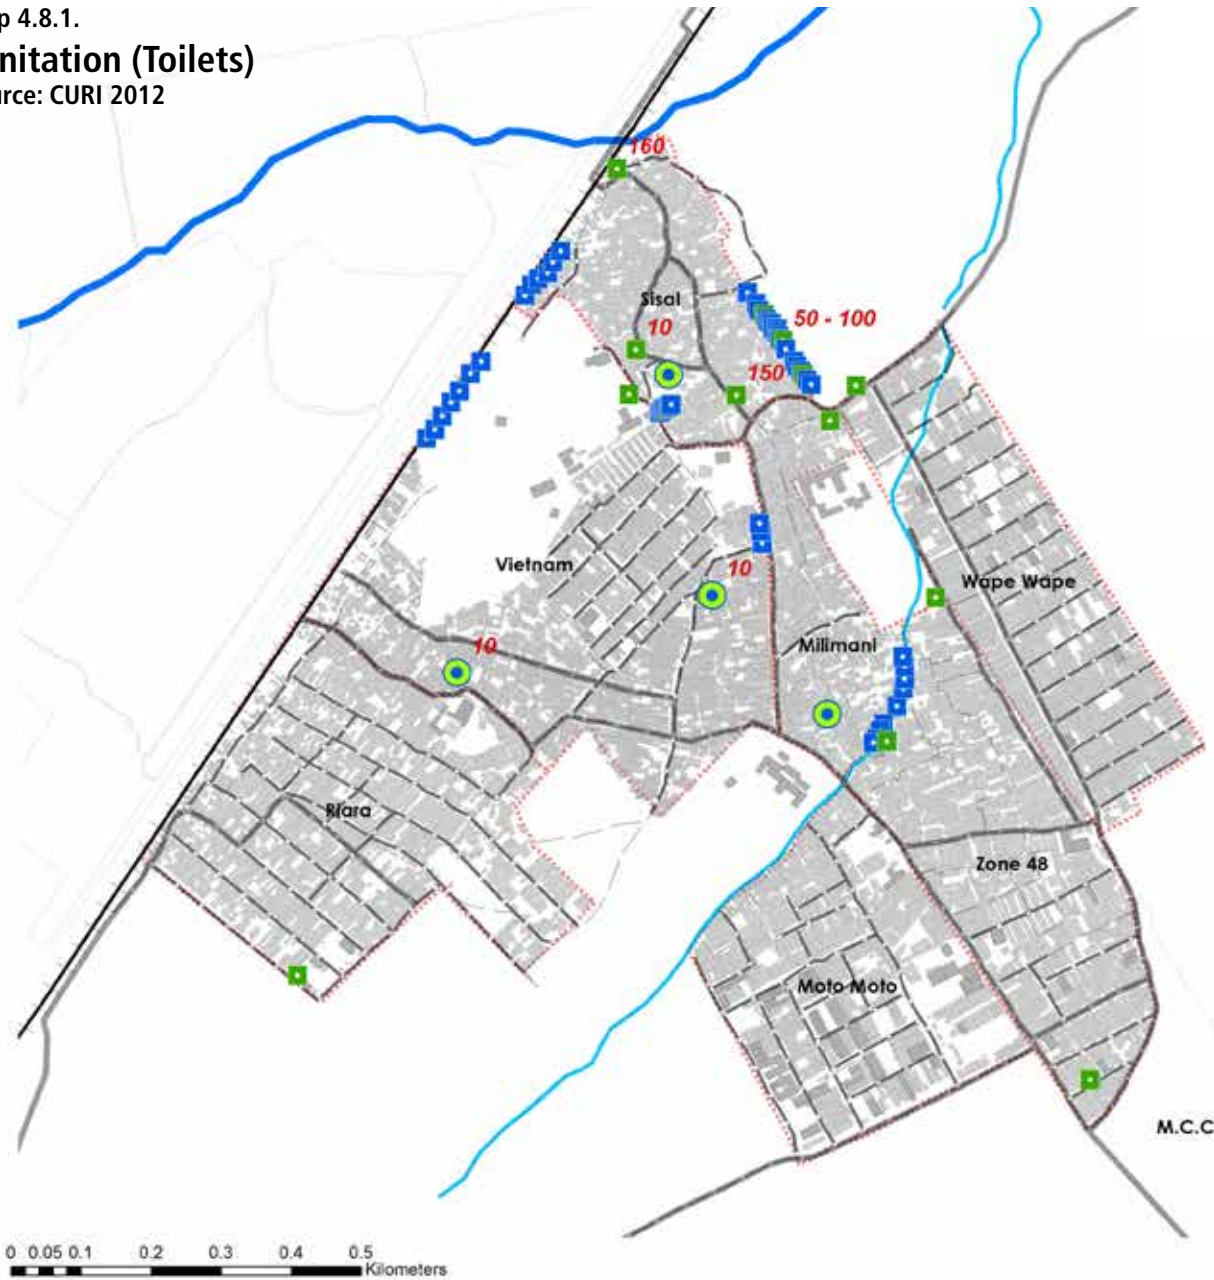 p 4.8.1.
nitation (Toilets)
urce: CURI 2012
160
Sisal
10
50 - 100
150
Vietnam
10
Wape Wape
10
Milimani
Riara
Zone 48
Moto Moto
M.C.C
0 0.05 0.1 0.2 0.3 0.4 0.5
Kilometers